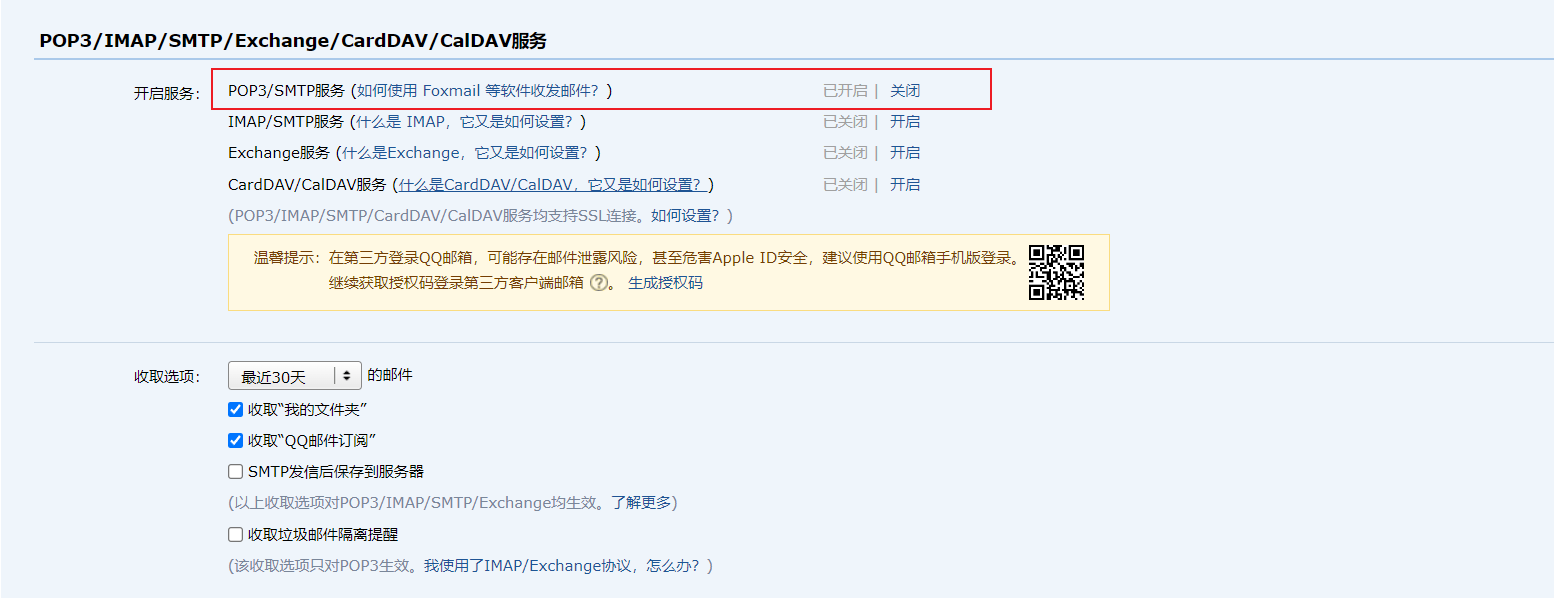 POP3/IMAP/SMTP/Exchange/CardDAV/CalDAV服务
开启服务： POP3/SMTP服务 (如何使用 Foxmail 等软件收发邮件？) 已开启 | 关闭
IMAP/SMTP服务 (什么是 IMAP，它又是如何设置？) 已关闭 | 开启
Exchange服务 (什么是Exchange，它又是如何设置？) 已关闭 | 开启
CardDAV/CalDAV服务 (什么是CardDAV/CalDAV，它又是如何设置？) 已关闭 | 开启
(POP3/IMAP/SMTP/CardDAV/CalDAV服务均支持SSL连接。如何设置？)
温馨提示：在第三方登录QQ邮箱，可能存在邮件泄露风险，甚至危害Apple ID安全，建议使用QQ邮箱手机版登录。
继续获取授权码登录第三方客户端邮箱 ?。 生成授权码
收取选项： 最近30天 的邮件
收取“我的文件夹”
收取“QQ邮件订阅”
SMTP发信后保存到服务器
(以上收取选项对POP3/IMAP/SMTP/Exchange均生效。了解更多)
收取垃圾邮件隔离提醒
(该收取选项只对POP3生效。我使用了IMAP/Exchange协议，怎么办？)